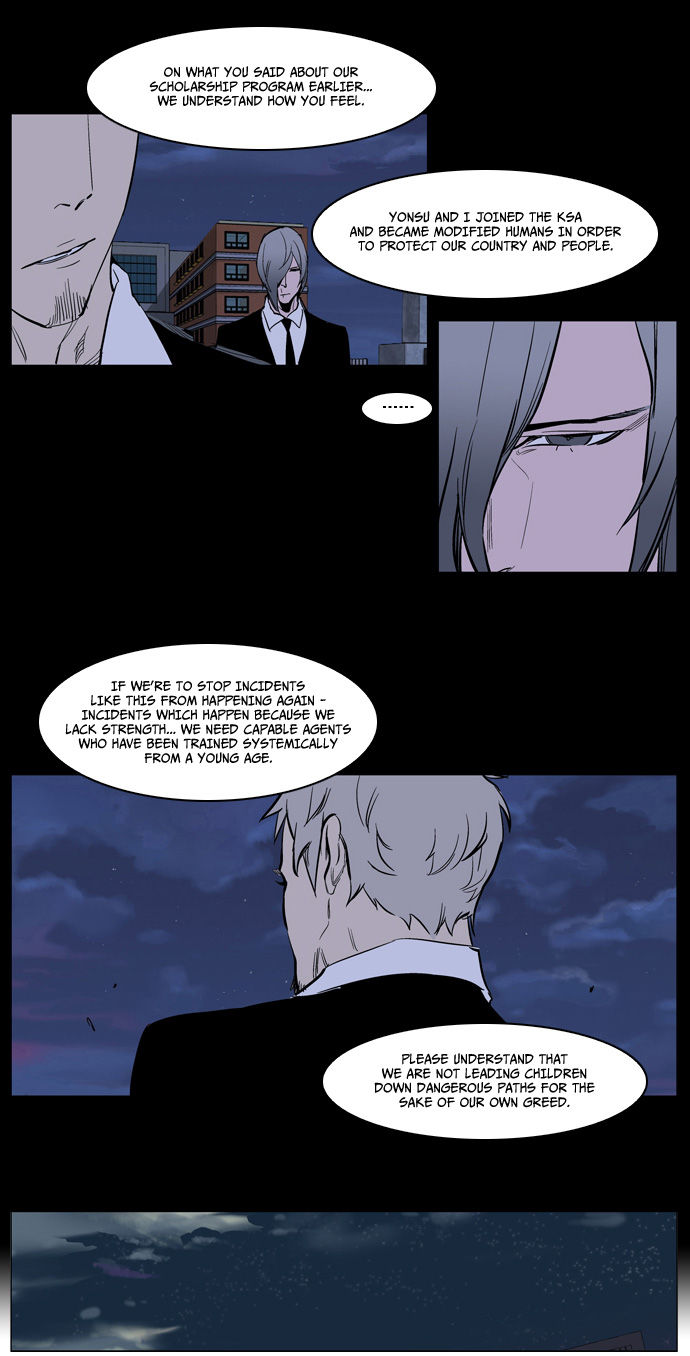 ON WHAT YOU SAID ABOUT OUR
SCHOLARSHIP PROGRAM EARLIER...
WE UNDERSTAND HOW YOU FEEL.
YONSU AND I JOINED THE KSA
AND BECAME MODIFIED HUMANS IN ORDER
TO PROTECT OUR COUNTRY AND PEOPLE.
......
IF WE'RE TO STOP INCIDENTS
LIKE THIS FROM HAPPENING AGAIN -
INCIDENTS WHICH HAPPEN BECAUSE WE
LACK STRENGTH... WE NEED CAPABLE AGENTS
WHO HAVE BEEN TRAINED SYSTEMICALLY
FROM A YOUNG AGE.
PLEASE UNDERSTAND THAT
WE ARE NOT LEADING CHILDREN
DOWN DANGEROUS PATHS FOR THE
SAKE OF OUR OWN GREED.